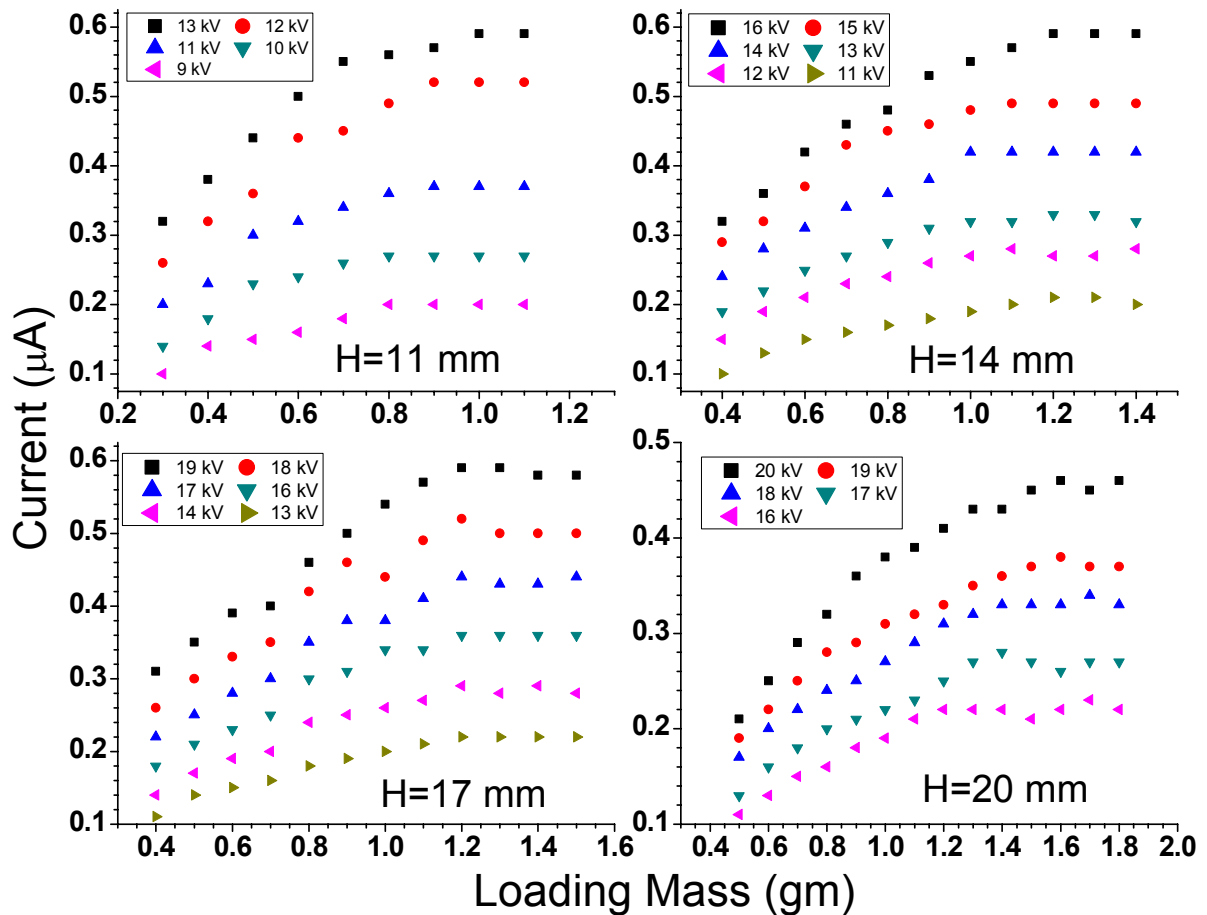 Current (μA)
0.6
0.5
0.4
0.3
0.2
0.1
13 kV 12 kV
11 kV 10 kV
9 kV
H=11 mm
0.2 0.4 0.6 0.8 1.0 1.2
0.6
0.5
0.4
0.3
0.2
0.1
16 kV 15 kV
14 kV 13 kV
12 kV 11 kV
H=14 mm
0.4 0.6 0.8 1.0 1.2 1.4
0.6
0.5
0.4
0.3
0.2
0.1
19 kV 18 kV
17 kV 16 kV
14 kV 13 kV
H=17 mm
0.4 0.6 0.8 1.0 1.2 1.4 1.6
0.5
0.4
0.3
0.2
0.1
20 kV 19 kV
18 kV 17 kV
16 kV
H=20 mm
0.4 0.6 0.8 1.0 1.2 1.4 1.6 1.8 2.0
Loading Mass (gm)